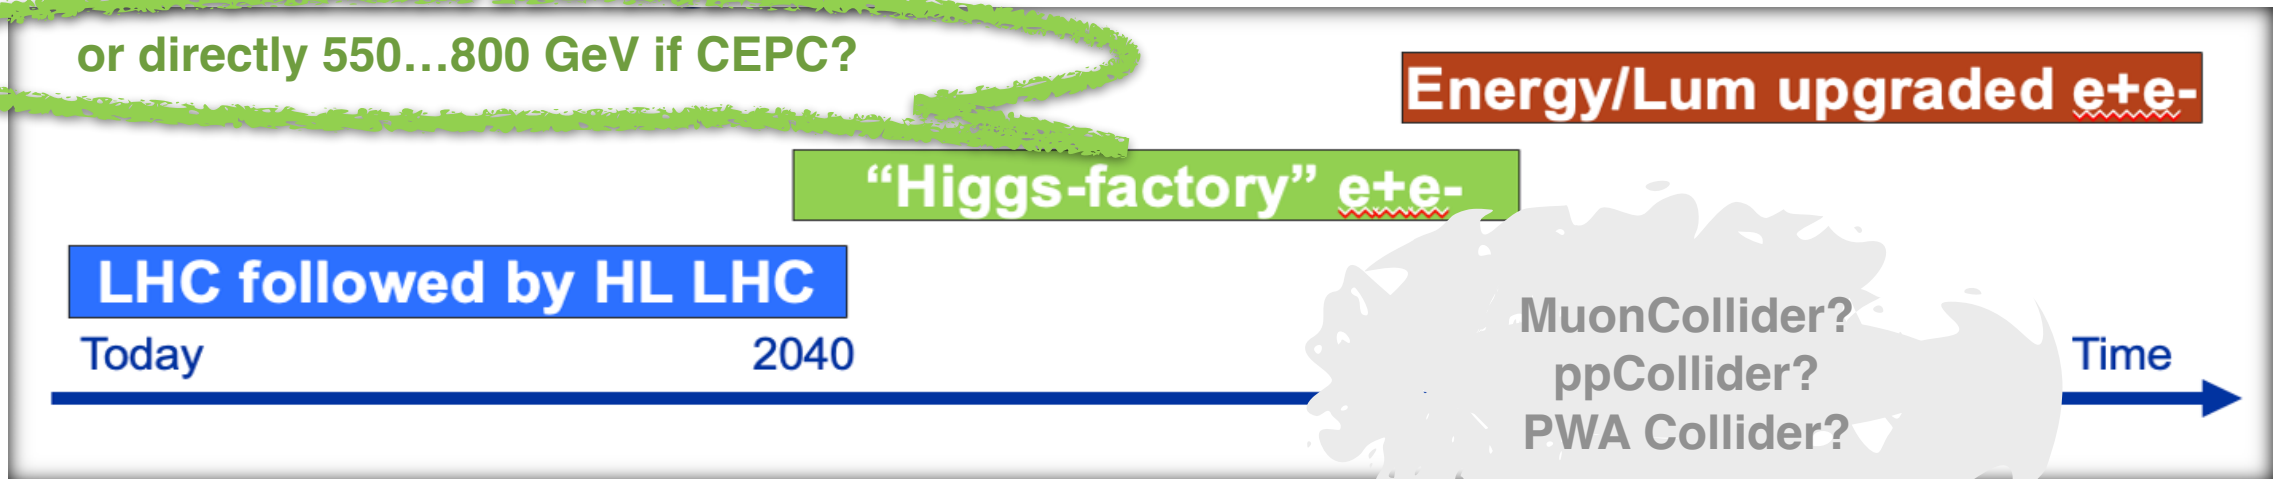 or directly 550…800 GeV if CEPC?
Energy/Lum upgraded e+e-
“Higgs-factory” e+e-
LHC followed by HL LHC
Today 2040 Time
MuonCollider?
ppCollider?
PWA Collider?